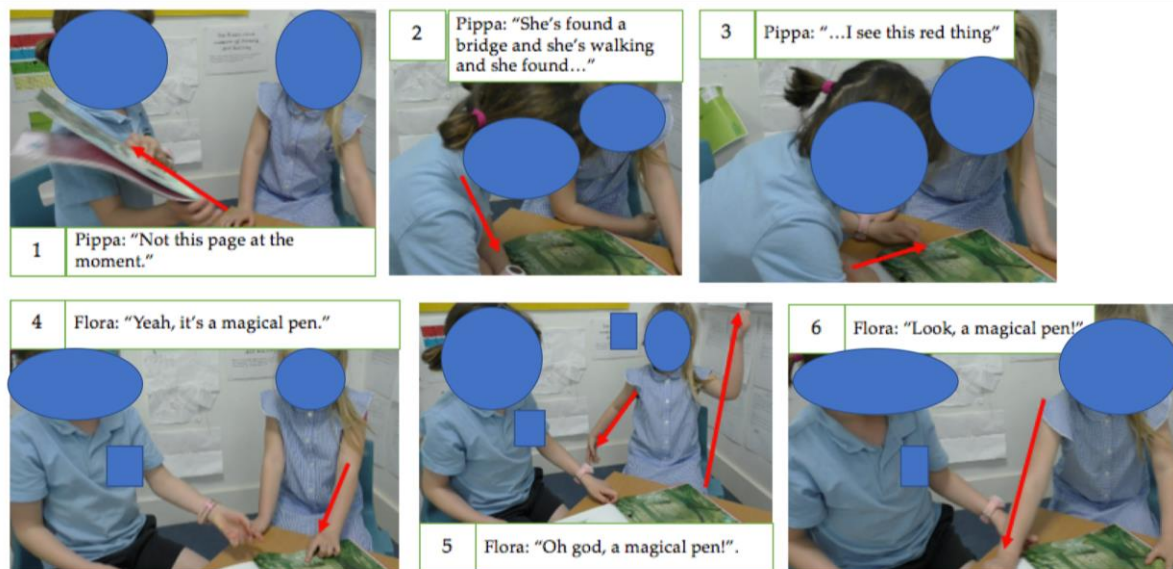 1
Pippa: “Not this page at the
moment.”
2
Pippa: “She’s found a
bridge and she’s walking
and she found…”
3
Pippa: “…I see this red thing”
4
Flora: “Yeah, it’s a magical pen.”
5
Flora: “Oh god, a magical pen!”.
6
Flora: “Look, a magical pen!”